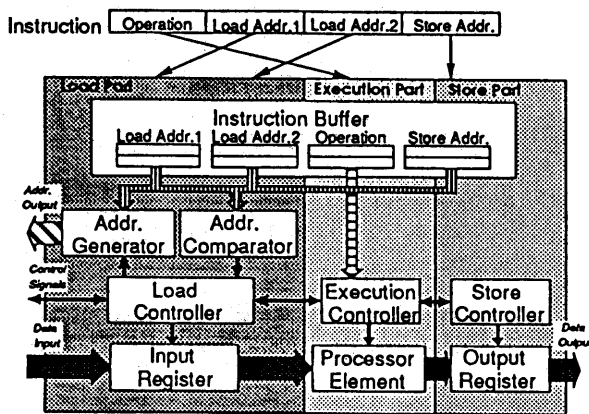 Instruction Operation Load Addr.1 Load Addr.2 Store Addr.
Load Part Execution Part Store Part
Instruction Buffer
Load Addr.1 Load Addr.2 Operation Store Addr.
Addr.
Output
Addr.
Generator
Addr.
Comparator
Control
Signals
Load
Controller
Execution
Controller
Store
Controller
Data
Input
Input
Register
Processor
Element
Output
Register
Data
Output